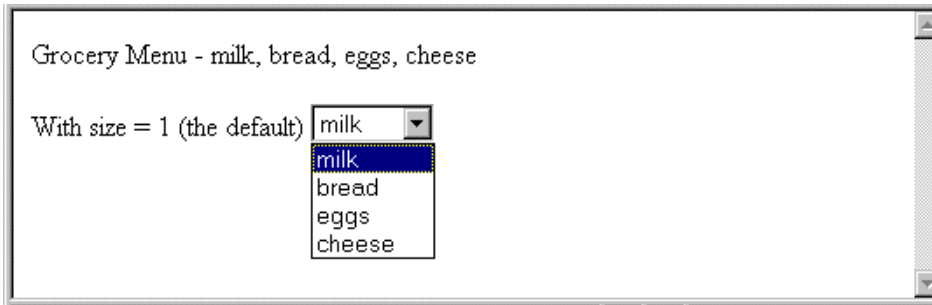 Grocery Menu - milk, bread, eggs, cheese
With size = 1 (the default) milk
milk
bread
eggs
cheese